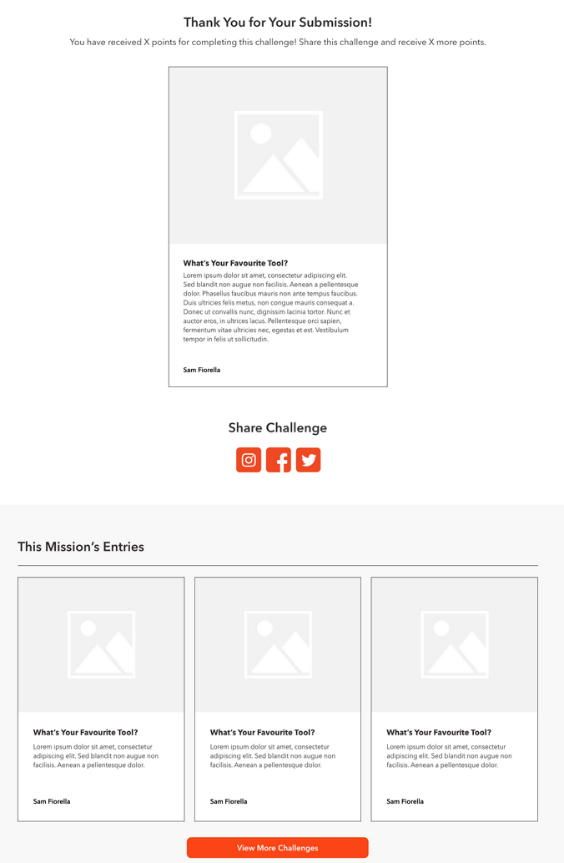 Thank You for Your Submission!
You have received X points for completing this challenge! Share this challenge and receive X more points.
What's Your Favourite Tool?
Lorem ipsum dolor sit amet, consectetur adipiscing elit.
Sed blandit non augue non facilisis. Aenean a pellentesque
dolor. Phasellus faucibus mauris non ante tempus faucibus.
Duis ultricies felis metus, non congue mauris consequat a.
Donec ut convallis nunc, dignissim lacinia tortor. Nunc et
auctor eros, in ultrices lacus. Pellentesque orci sapien,
fermentum vitae ultricies nec, egestas et est. Vestibulum
tempor in felis ut sollicitudin.
Sam Fiorella
Share Challenge
This Mission's Entries
What's Your Favourite Tool?
Lorem ipsum dolor sit amet, consectetur
adipiscing elit. Sed blandit non augue non
facilisis. Aenean a pellentesque dolor.
Sam Fiorella
What's Your Favourite Tool?
Lorem ipsum dolor sit amet, consectetur
adipiscing elit. Sed blandit non augue non
facilisis. Aenean a pellentesque dolor.
Sam Fiorella
What's Your Favourite Tool?
Lorem ipsum dolor sit amet, consectetur
adipiscing elit. Sed blandit non augue non
facilisis. Aenean a pellentesque dolor.
Sam Fiorella
View More Challenges